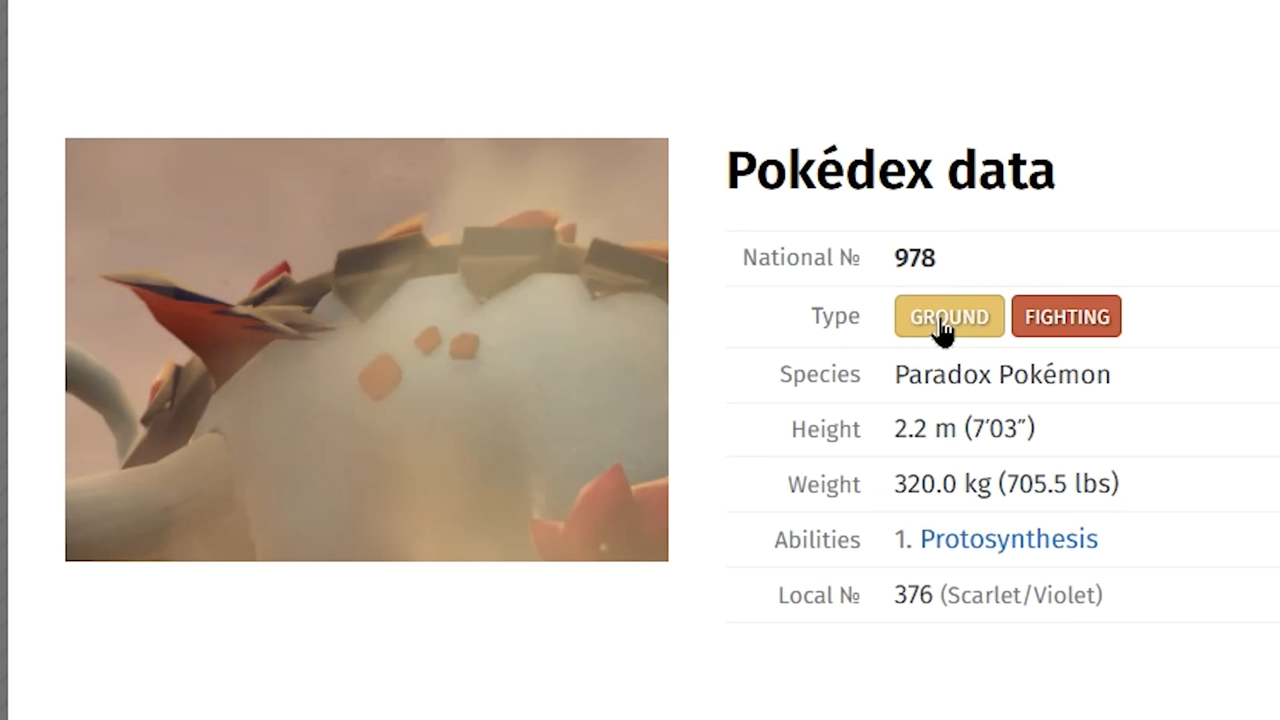 Pokédex data
National № 978
Type GROUND FIGHTING
Species Paradox Pokémon
Height 2.2 m (7′03″)
Weight 320.0 kg (705.5 lbs)
Abilities 1. Protosynthesis
Local № 376 (Scarlet/Violet)